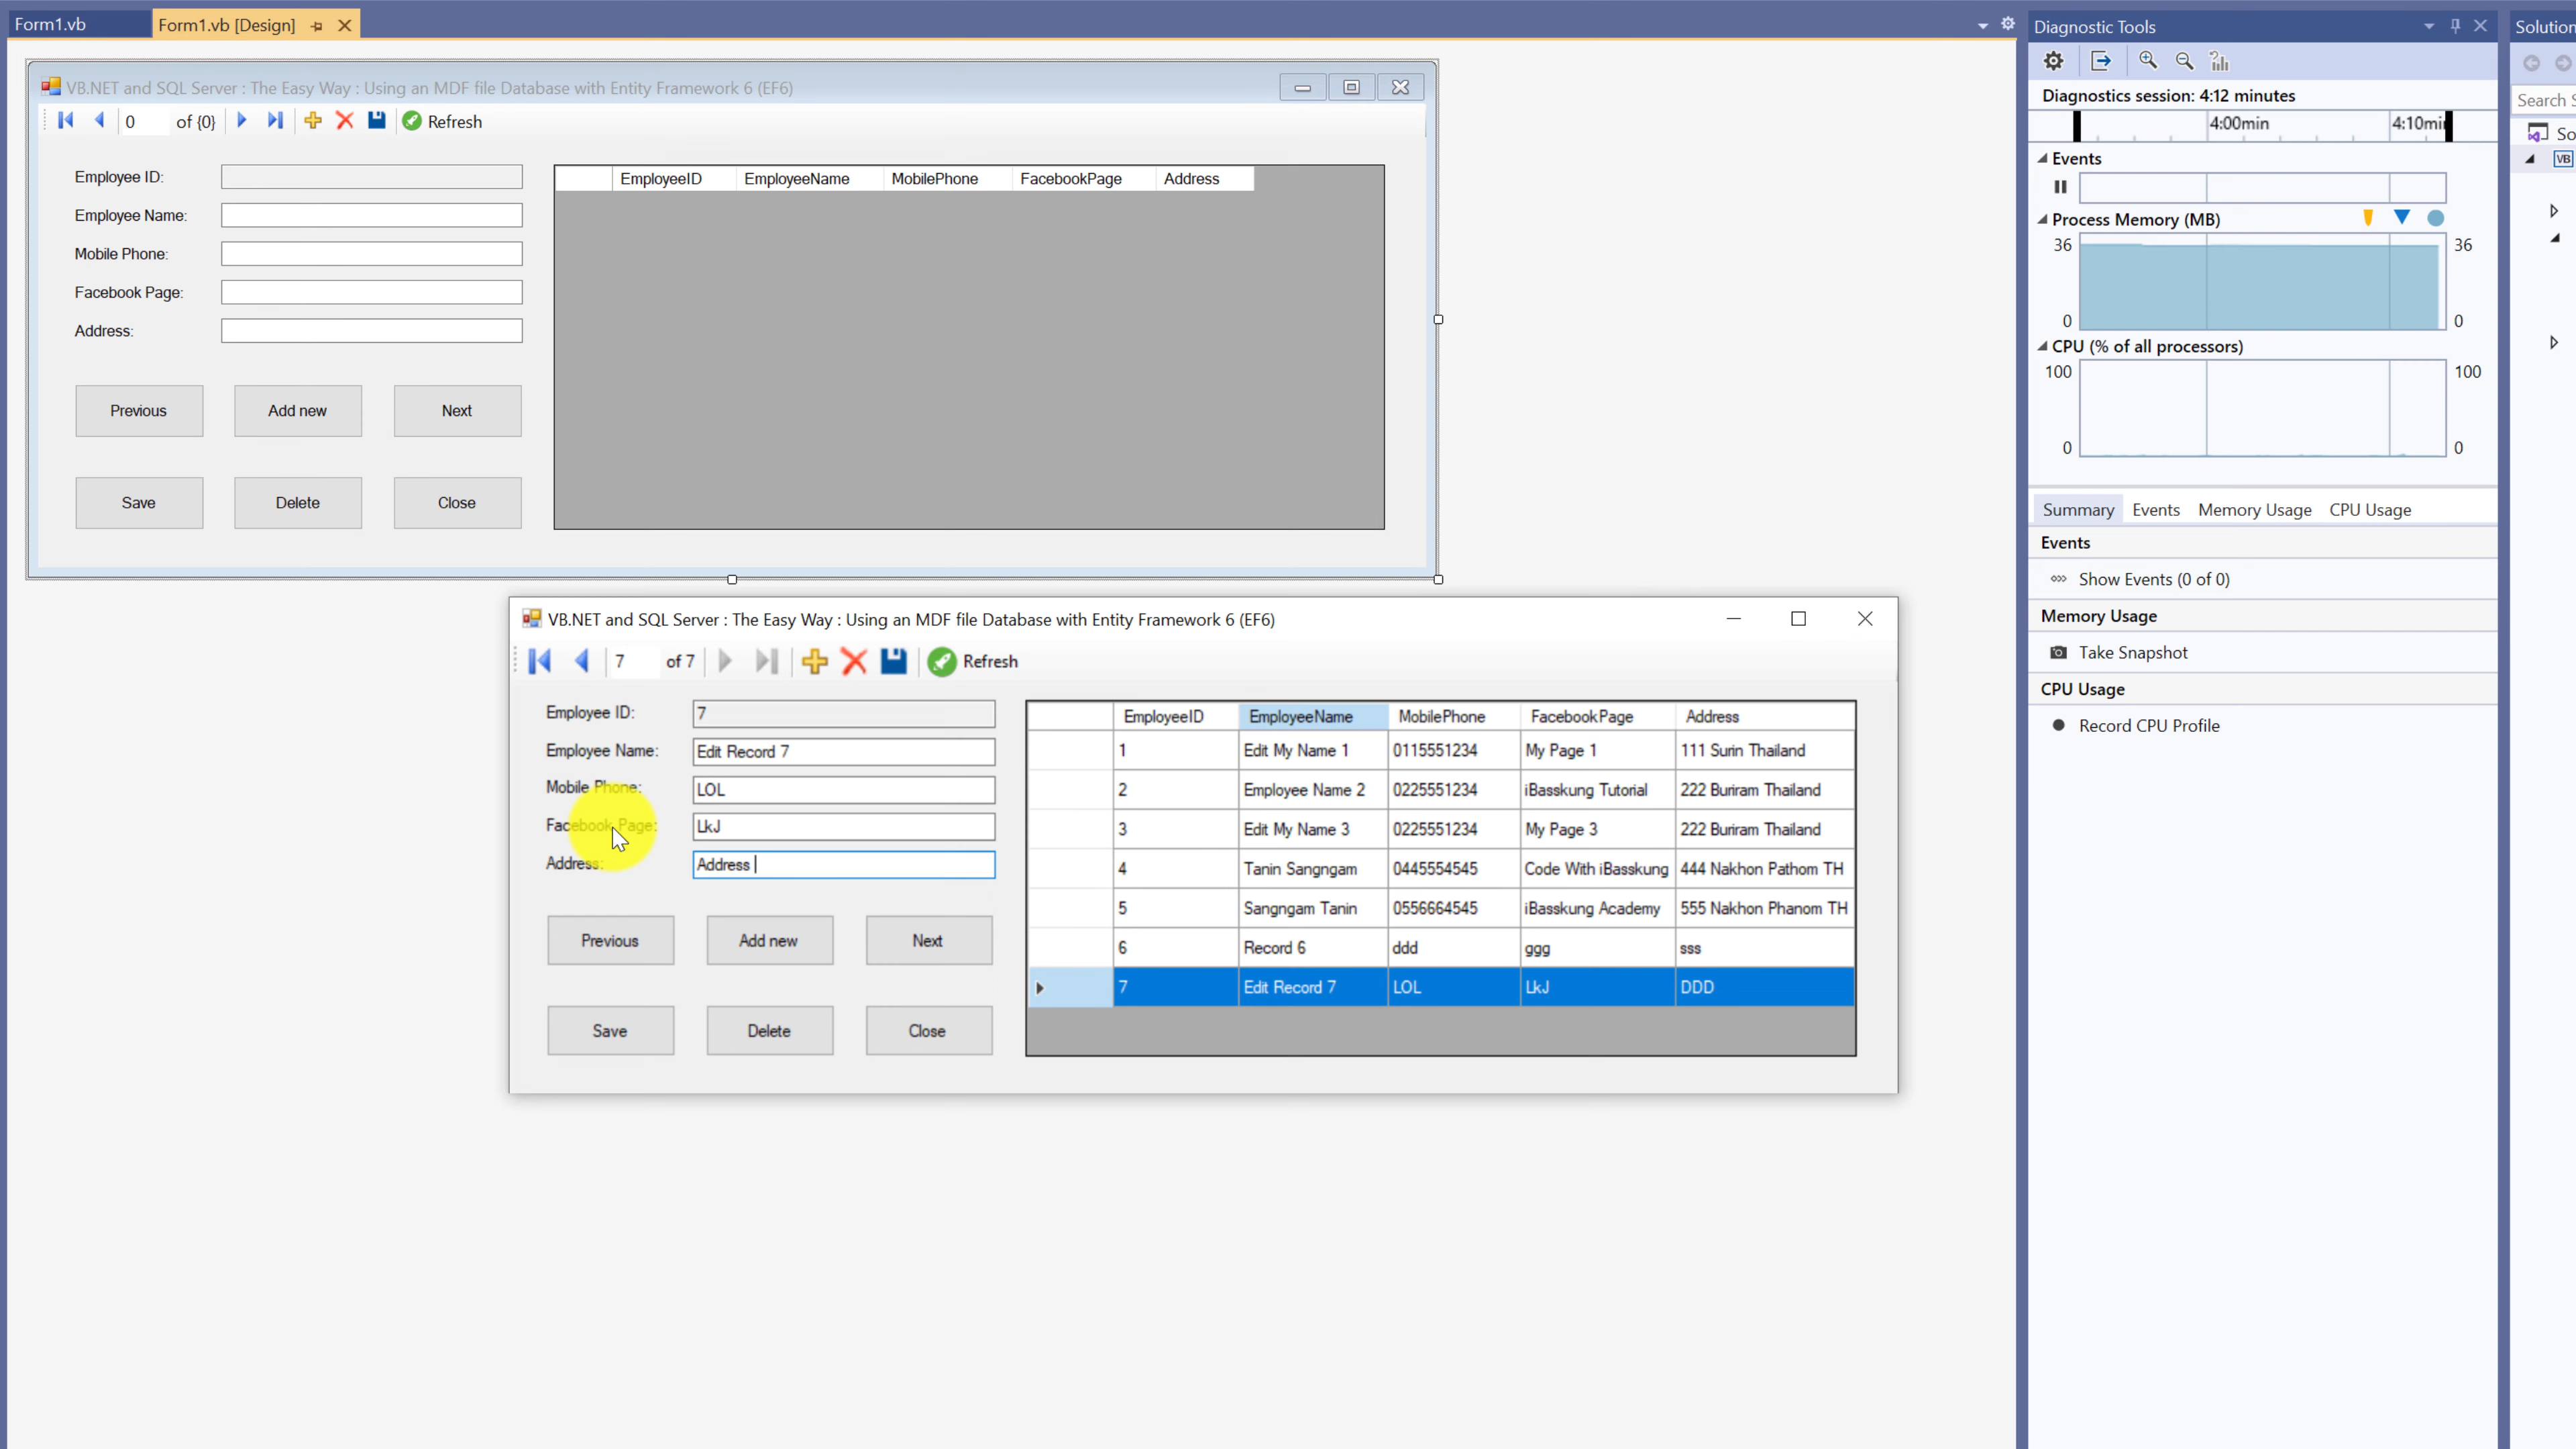 Form1.vb
Form1.vb [Design]
VB.NET and SQL Server : The Easy Way : Using an MDF file Database with Entity Framework 6 (EF6)
0 of {0} Refresh
Employee ID:
Employee Name:
Mobile Phone:
Facebook Page:
Address:
Previous Add new Next
Save Delete Close
EmployeeID EmployeeName MobilePhone FacebookPage Address
VB.NET and SQL Server : The Easy Way : Using an MDF file Database with Entity Framework 6 (EF6)
7 of 7 Refresh
Employee ID: 7
Employee Name: Edit Record 7
Mobile Phone: LOL
Facebook Page: LkJ
Address: Address
Previous Add new Next
Save Delete Close
EmployeeID EmployeeName MobilePhone FacebookPage Address
1 Edit My Name 1 0115551234 My Page 1 111 Surin Thailand
2 Employee Name 2 0225551234 iBasskung Tutorial 222 Buriram Thailand
3 Edit My Name 3 0225551234 My Page 3 222 Buriram Thailand
4 Tanin Sangngam 0445554545 Code With iBasskung 444 Nakhon Pathom TH
5 Sangngam Tanin 0556664545 iBasskung Academy 555 Nakhon Phanom TH
6 Record 6 ddd ggg sss
7 Edit Record 7 LOL LkJ DDD
Diagnostic Tools
Diagnostics session: 4:12 minutes
4:00min 4:10mi
Events
Process Memory (MB)
36 36
0 0
CPU (% of all processors)
100 100
0 0
Summary Events Memory Usage CPU Usage
Events
Show Events (0 of 0)
Memory Usage
Take Snapshot
CPU Usage
Record CPU Profile
Solution
Search S
So
VB